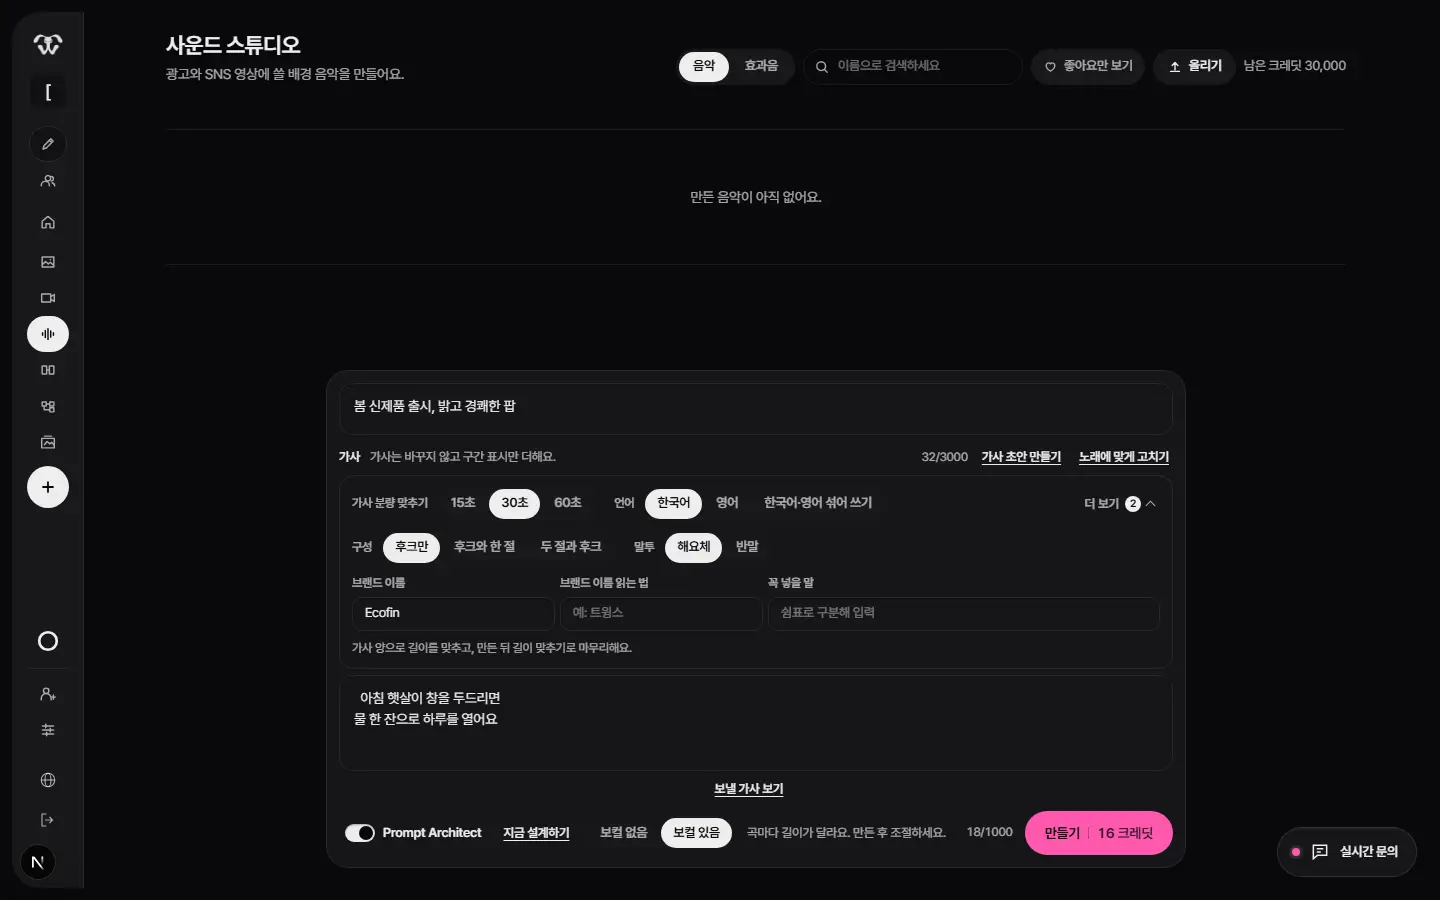 사운드 스튜디오
광고와 SNS 영상에 쓸 배경 음악을 만들어요.
음악 효과음 이름으로 검색하세요 좋아요만 보기 올리기 남은 크레딧 30,000
[
만든 음악이 아직 없어요.
봄 신제품 출시, 밝고 경쾌한 팝
가사 가사는 바꾸지 않고 구간 표시만 더해요. 32/3000 가사 초안 만들기 노래에 맞게 고치기
가사 분량 맞추기 15초 30초 60초 언어 한국어 영어 한국어·영어 섞어 쓰기 더 보기 2
구성 후크만 후크와 한 절 두 절과 후크 말투 해요체 반말
브랜드 이름 브랜드 이름 읽는 법 꼭 넣을 말
Ecofin 예: 트윙스 쉼표로 구분해 입력
가사 양으로 길이를 맞추고, 만든 뒤 길이 맞추기로 마무리해요.
아침 햇살이 창을 두드리면
물 한 잔으로 하루를 열어요
보낼 가사 보기
Prompt Architect 지금 설계하기 보컬 없음 보컬 있음 곡마다 길이가 달라요. 만든 후 조절하세요. 18/1000 만들기 16 크레딧
실시간 문의
N